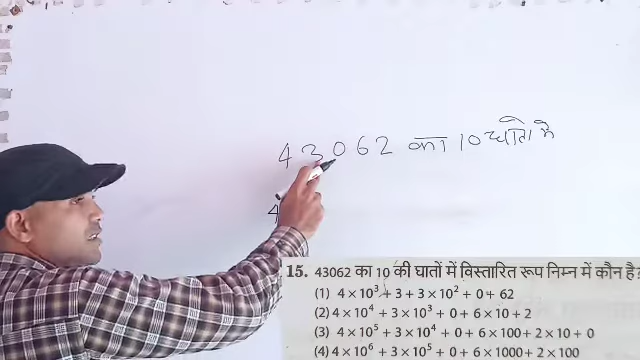 43062 का 10 घातो मे
4
15. 43062 का 10 की घातों में विस्तारित रूप निम्न में कौन है?
(1) 4×10³ + 3 + 3×10² + 0 + 62
(2) 4×10⁴ + 3×10³ + 0 + 6×10 + 2
(3) 4×10⁵ + 3×10⁴ + 0 + 6×100 + 2×10 + 0
(4) 4×10⁶ + 3×10⁵ + 0 + 6×1000 + 2×100